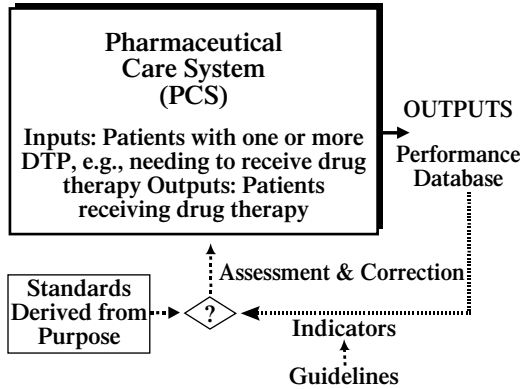 Pharmaceutical
Care System
(PCS)
Inputs: Patients with one or more
DTP, e.g., needing to receive drug
therapy Outputs: Patients
receiving drug therapy
OUTPUTS
Performance
Database
Assessment & Correction
Standards
Derived from
Purpose
?
Indicators
Guidelines